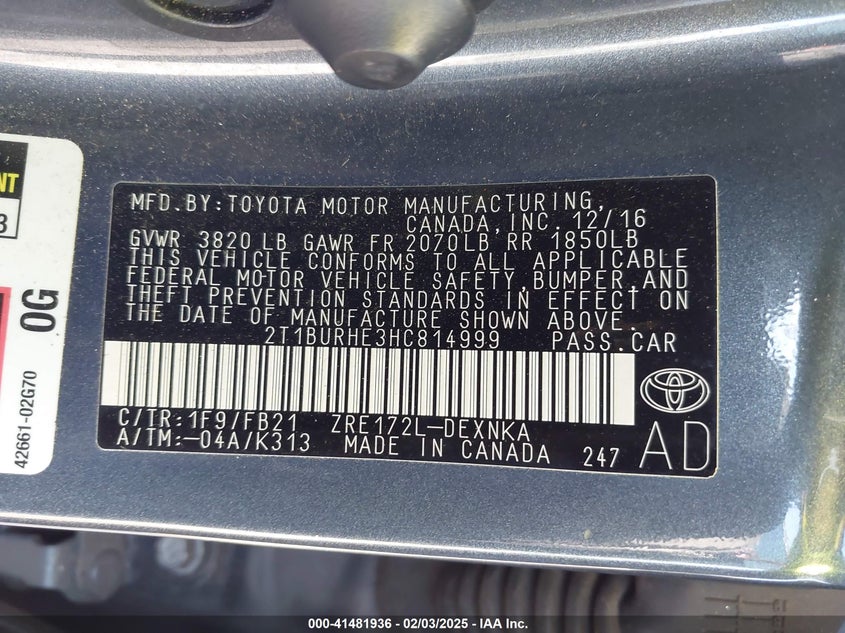 MFD.BY:TOYOTA MOTOR MANUFACTURING,
CANADA,INC. 12/16
GVWR 3820 LB GAWR FR 2070LB RR 1850LB
THIS VEHICLE CONFORMS TO ALL APPLICABLE
FEDERAL MOTOR VEHICLE SAFETY,BUMPER,AND
THEFT PREVENTION STANDARDS IN EFFECT ON
THE DATE OF MANUFACTURE SHOWN ABOVE.
2T1BURHE3HC814999 PASS.CAR
C/TR:1F9/FB21 ZRE172L-DEXNKA
A/TM:-04A/K313 MADE IN CANADA 247
AD
3
0G
42661-02G70
000-41481936 - 02/03/2025 - IAA Inc.